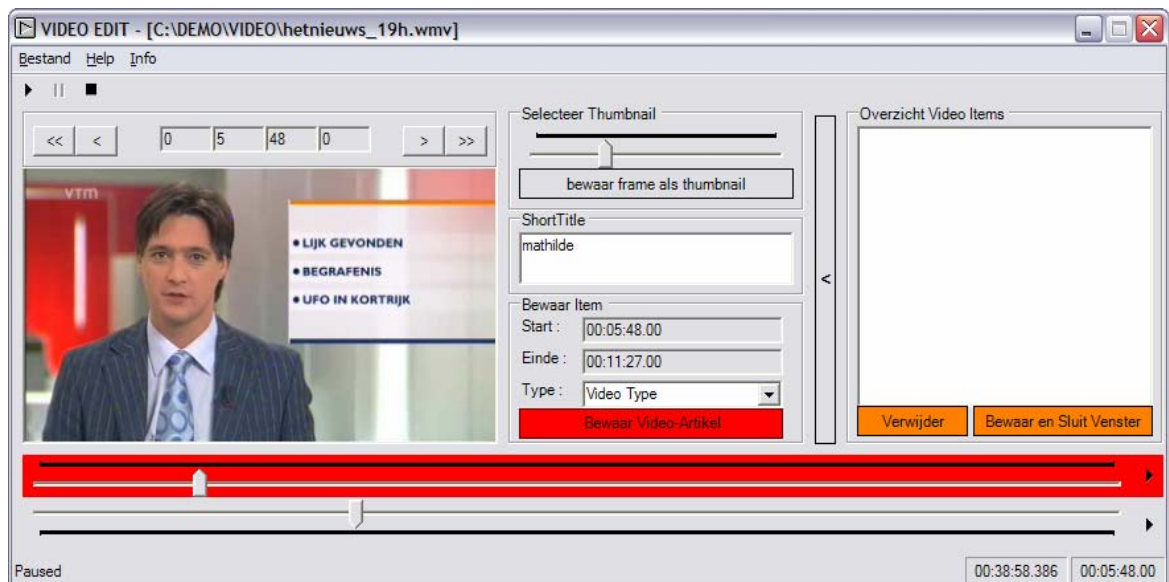 VIDEO EDIT - [C:\DEMO\VIDEO\hetnieuws_19h.wmv]
Bestand Help Info
<< < 0 5 48 0 > >>
vtm
• LIJK GEVONDEN
• BEGRAFENIS
• UFO IN KORTRIJK
Selecteer Thumbnail
bewaar frame als thumbnail
ShortTitle
mathilde
Bewaar Item
Start : 00:05:48.00
Einde : 00:11:27.00
Type : Video Type
Bewaar Video-Artikel
<
Overzicht Video Items
Verwijder Bewaar en Sluit Venster
Paused 00:38:58.386 00:05:48.00